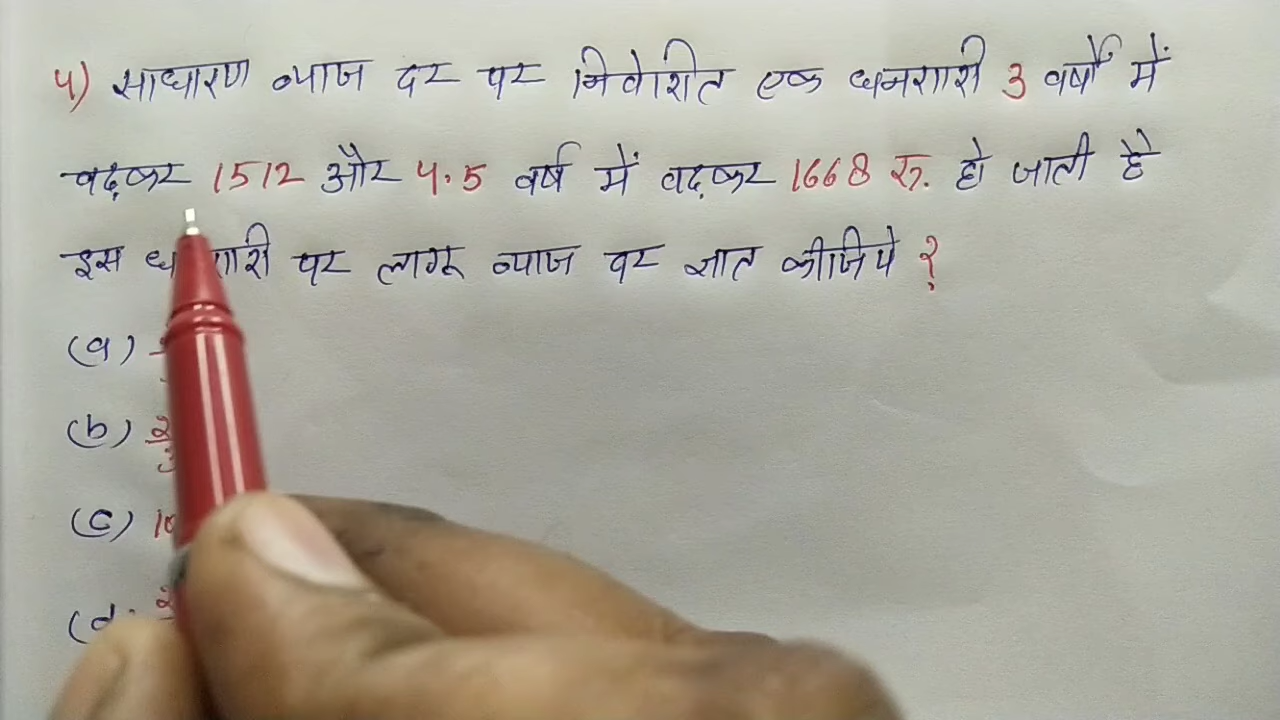 4) साधारण व्याज दर पर निवेशित एक धनराशी 3 वर्षों में
बढ़कर 1512 और 4.5 वर्ष में बढ़कर 1668 रु. हो जाती है
इस पर लागू व्याज दर ज्ञात कीजिये ?
(a)
(b)
(c)
(d)